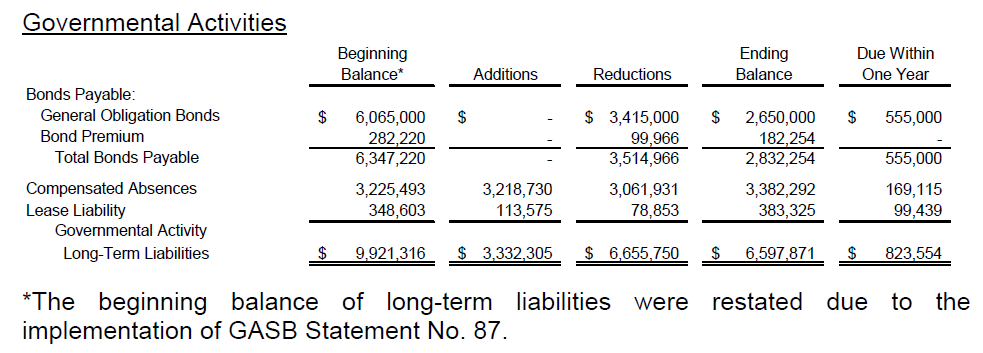 Governmental Activities
Beginning Ending Due Within
Balance* Additions Reductions Balance One Year
Bonds Payable:
General Obligation Bonds $ 6,065,000 $ - $ 3,415,000 $ 2,650,000 $ 555,000
Bond Premium 282,220 - 99,966 182,254 -
Total Bonds Payable 6,347,220 - 3,514,966 2,832,254 555,000
Compensated Absences 3,225,493 3,218,730 3,061,931 3,382,292 169,115
Lease Liability 348,603 113,575 78,853 383,325 99,439
Governmental Activity
Long-Term Liabilities $ 9,921,316 $ 3,332,305 $ 6,655,750 $ 6,597,871 $ 823,554
*The beginning balance of long-term liabilities were restated due to the
implementation of GASB Statement No. 87.